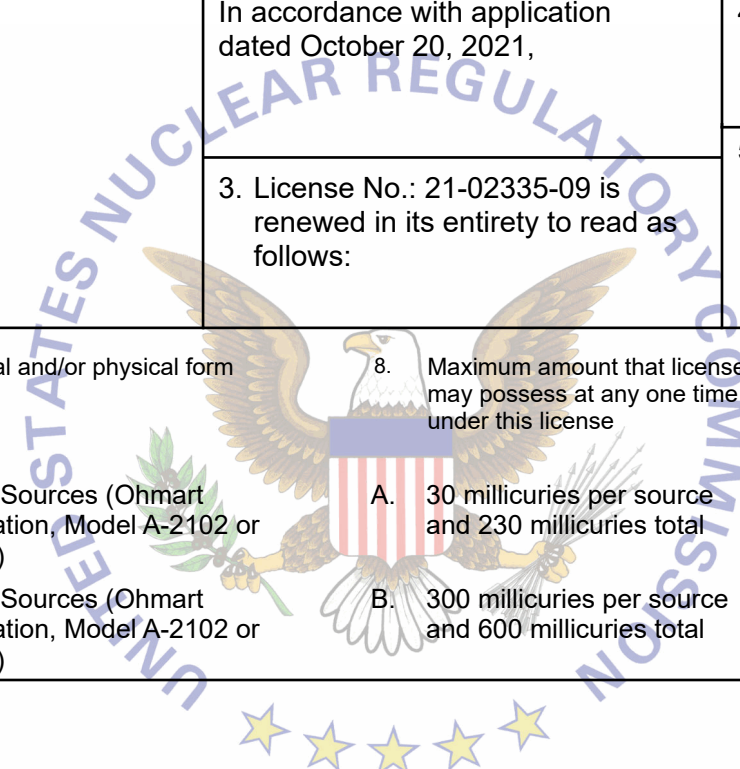 In accordance with application
dated October 20, 2021,
3. License No.: 21-02335-09 is
renewed in its entirety to read as
follows:
al and/or physical form
8. Maximum amount that license
may possess at any one time
under this license
Sources (Ohmart
ation, Model A-2102 or
)
A. 30 millicuries per source
and 230 millicuries total
Sources (Ohmart
ation, Model A-2102 or
)
B. 300 millicuries per source
and 600 millicuries total
UNITED STATES NUCLEAR REGULATORY COMMISSION